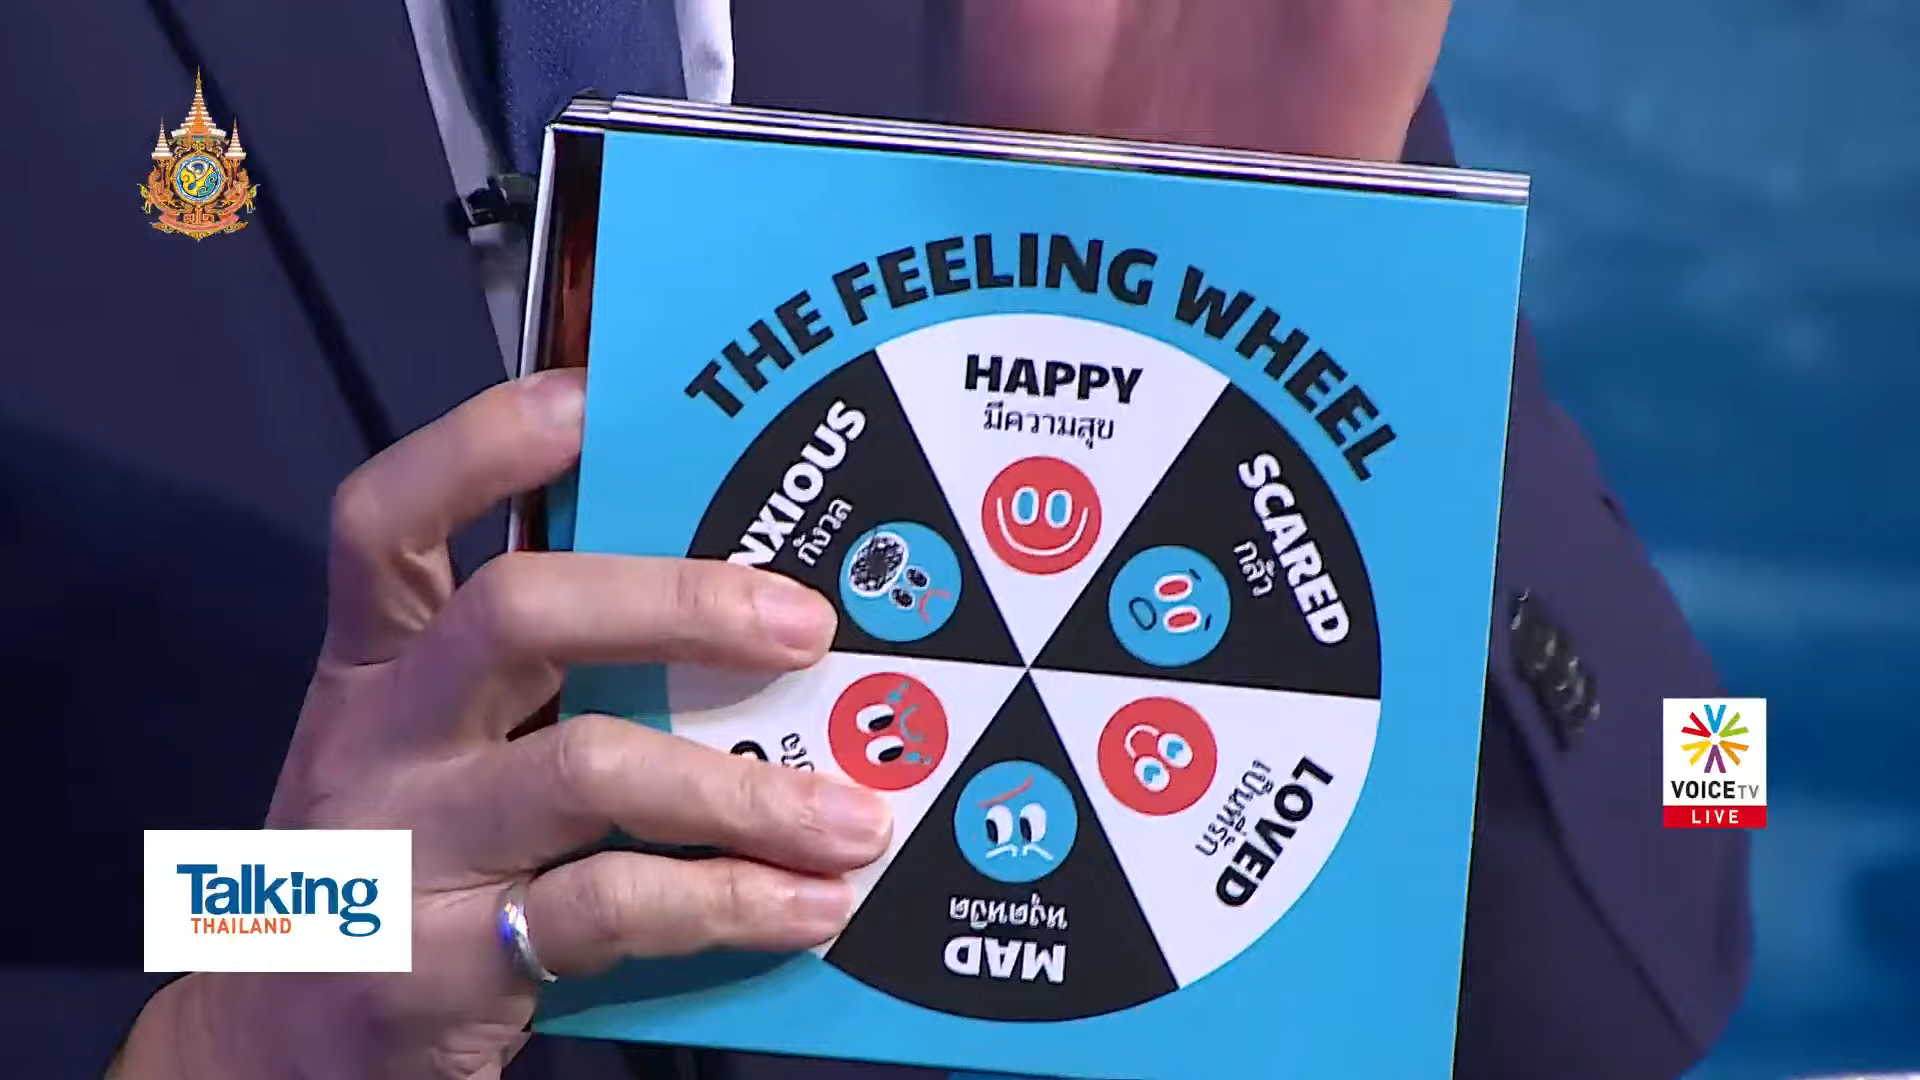 THE FEELING WHEEL
HAPPY
มีความสุข
SCARED
กลัว
LOVED
เป็นที่รัก
MAD
หงุดหงิด
NXIOUS
กังวล
Talking
THAILAND
VOICE TV
LIVE